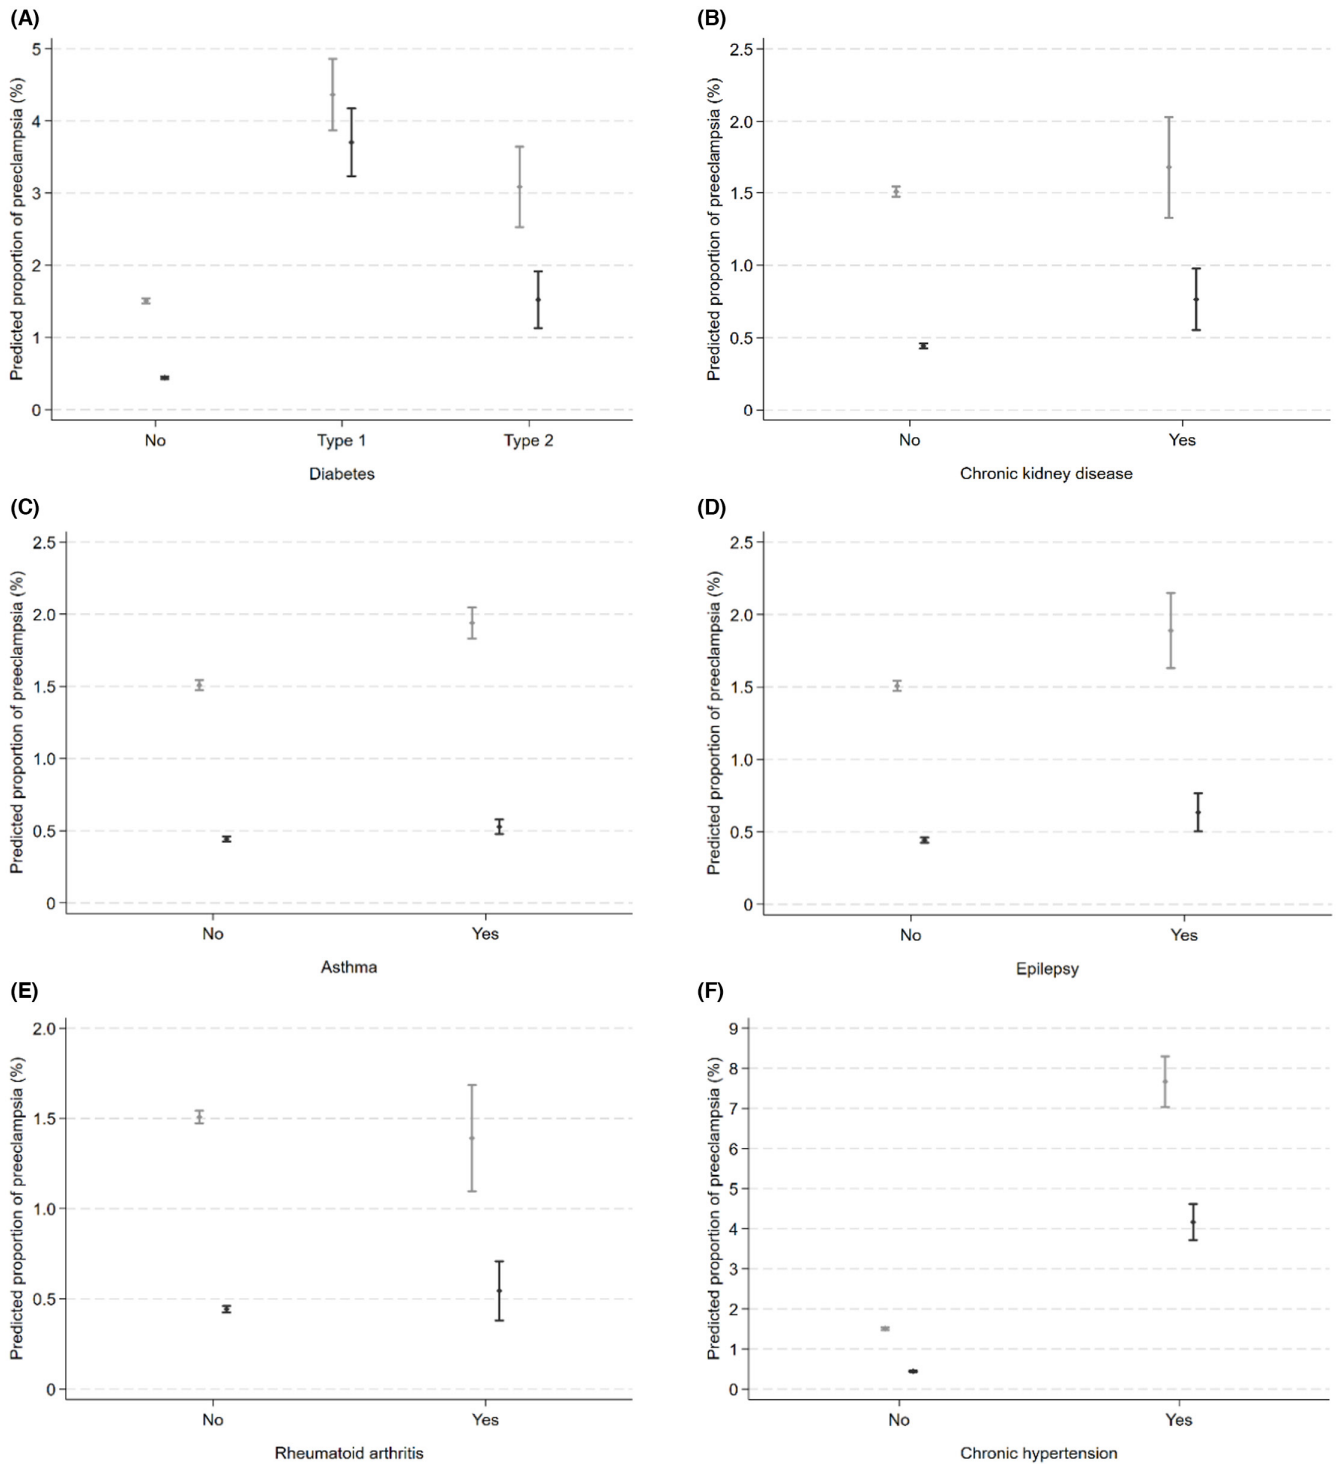 (A)
Predicted proportion of preeclampsia (%)
5
4
3
2
1
0
No Type 1 Type 2
Diabetes
(B)
Predicted proportion of preeclampsia (%)
2.5
2.0
1.5
1.0
0.5
0
No Yes
Chronic kidney disease
(C)
Predicted proportion of preeclampsia (%)
2.5
2.0
1.5
1.0
0.5
0
No Yes
Asthma
(D)
Predicted proportion of preeclampsia (%)
2.5
2.0
1.5
1.0
0.5
0
No Yes
Epilepsy
(E)
Predicted proportion of preeclampsia (%)
2.0
1.5
1.0
0.5
0
No Yes
Rheumatoid arthritis
(F)
Predicted proportion of preeclampsia (%)
9
8
7
6
5
4
3
2
1
0
No Yes
Chronic hypertension